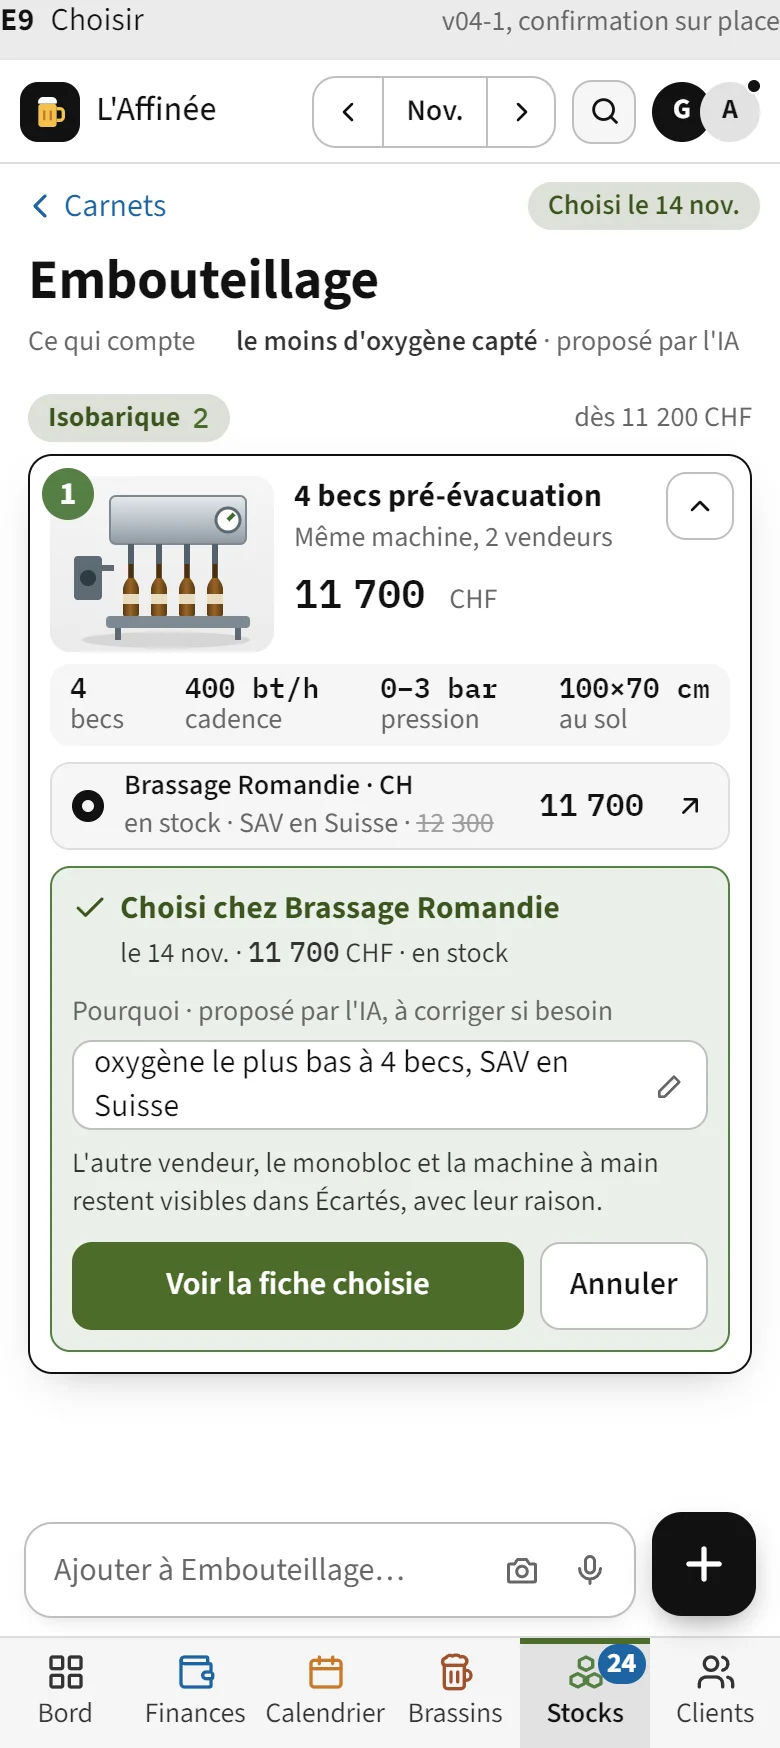 E9 Choisir v04-1, confirmation sur place
L'Affinée Nov. G A
Carnets Choisi le 14 nov.
Embouteillage
Ce qui compte le moins d'oxygène capté · proposé par l'IA
Isobarique 2 dès 11 200 CHF
1 4 becs pré-évacuation
Même machine, 2 vendeurs
11 700 CHF
4 400 bt/h 0–3 bar 100×70 cm
becs cadence pression au sol
Brassage Romandie · CH
en stock · SAV en Suisse · 12 300 11 700
Choisi chez Brassage Romandie
le 14 nov. · 11 700 CHF · en stock
Pourquoi · proposé par l'IA, à corriger si besoin
oxygène le plus bas à 4 becs, SAV en
Suisse
L'autre vendeur, le monobloc et la machine à main
restent visibles dans Écartés, avec leur raison.
Voir la fiche choisie Annuler
Ajouter à Embouteillage...
24
Bord Finances Calendrier Brassins Stocks Clients